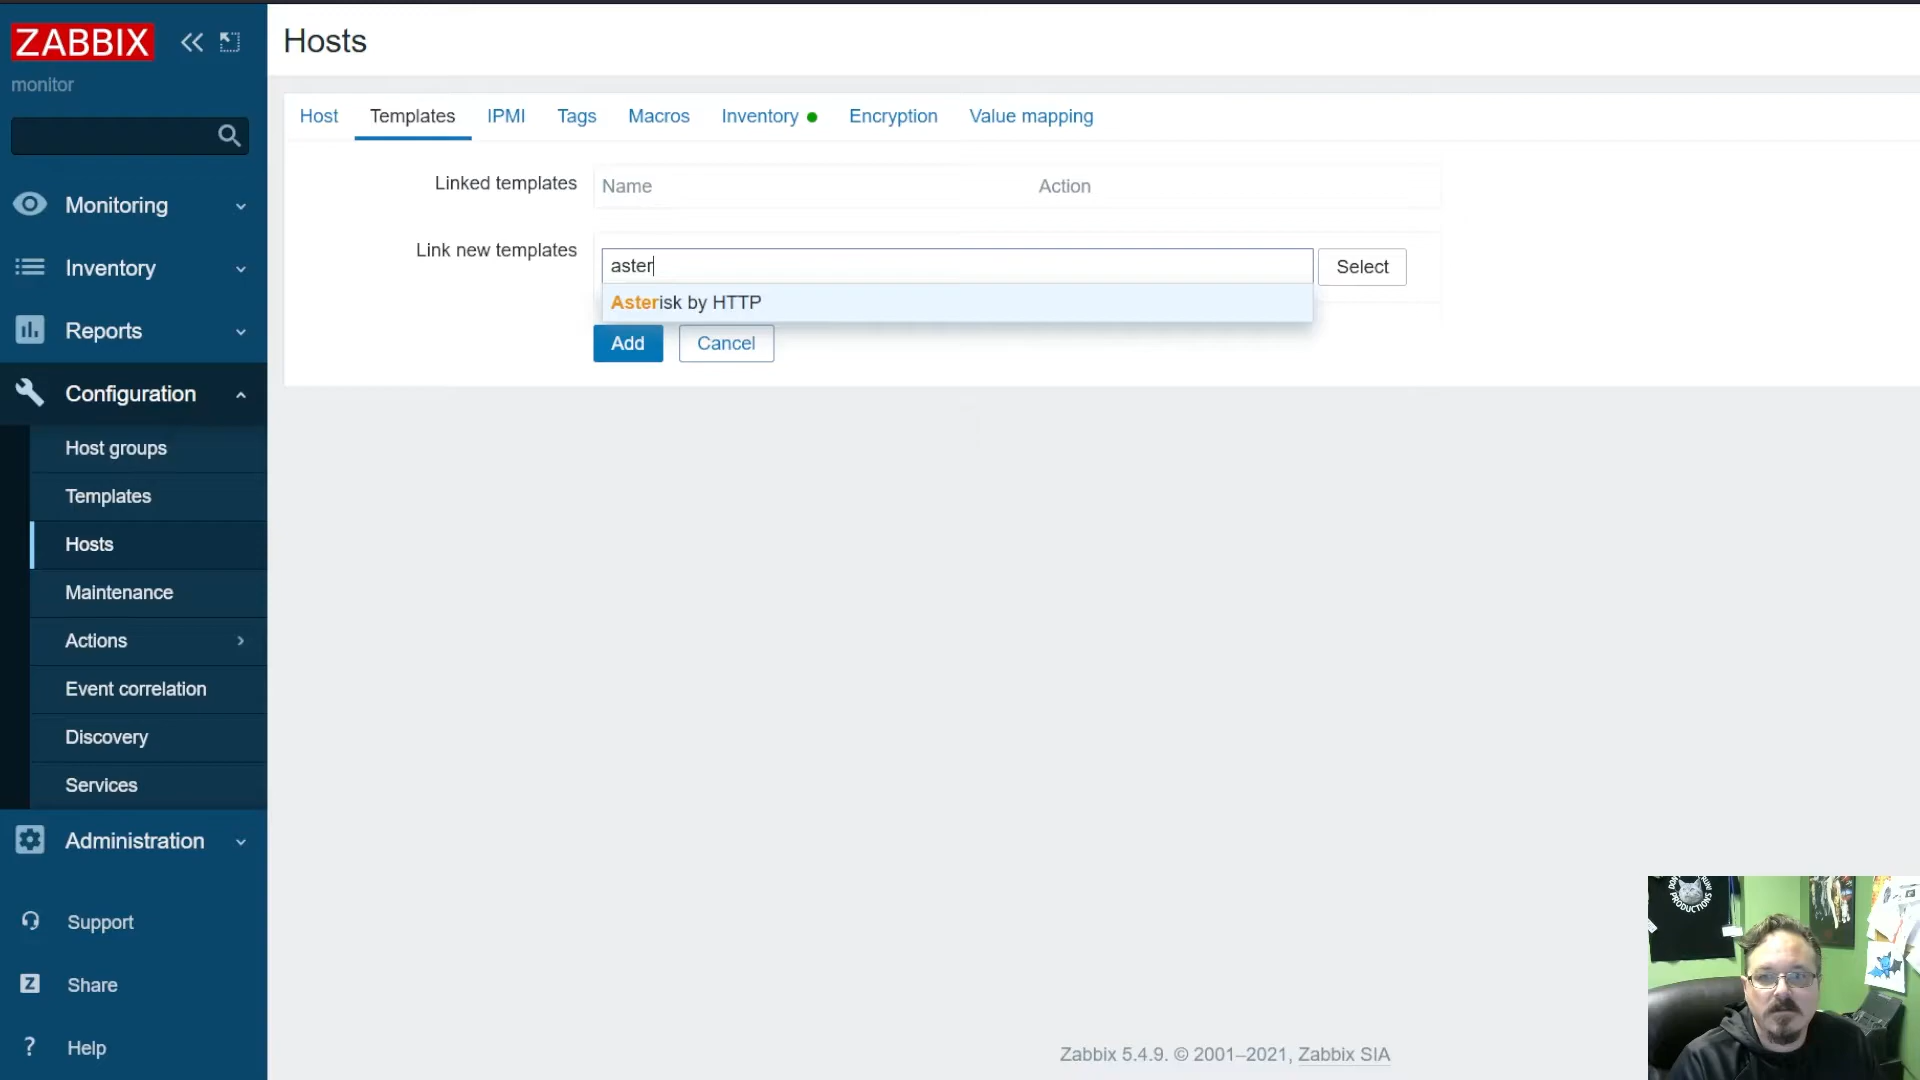 ZABBIX
monitor
Monitoring
Inventory
Reports
Configuration
Host groups
Templates
Hosts
Maintenance
Actions
Event correlation
Discovery
Services
Administration
Support
Z Share
? Help
Hosts
Host Templates IPMI Tags Macros Inventory Encryption Value mapping
Linked templates Name Action
Link new templates aster Select
Asterisk by HTTP
Add Cancel
Zabbix 5.4.9. © 2001–2021, Zabbix SIA
PRODUCTIONS